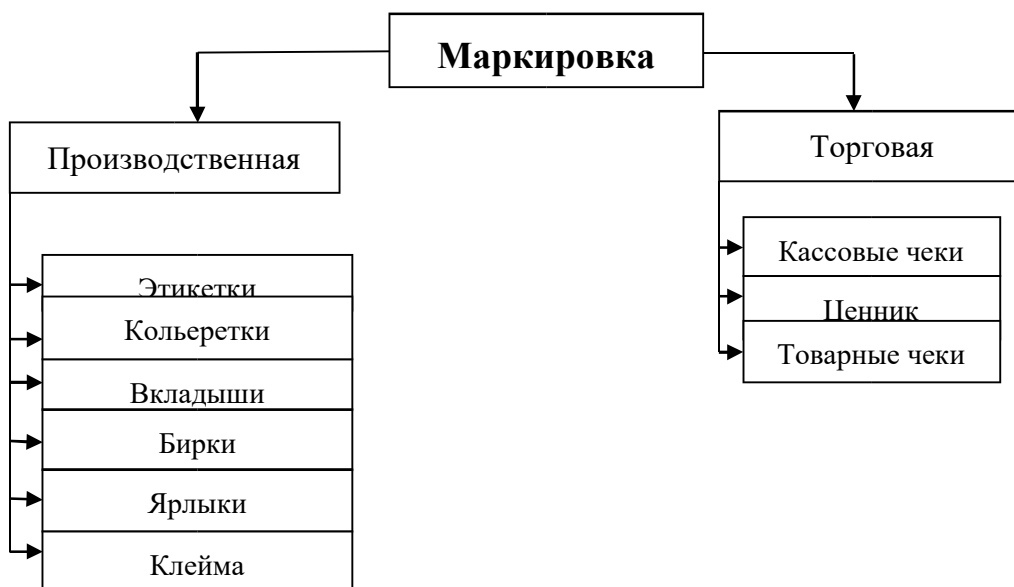 Маркировка
Производственная
Торговая
Этикетки
Кольеретки
Вкладыши
Бирки
Ярлыки
Клейма
Кассовые чеки
Ценник
Товарные чеки